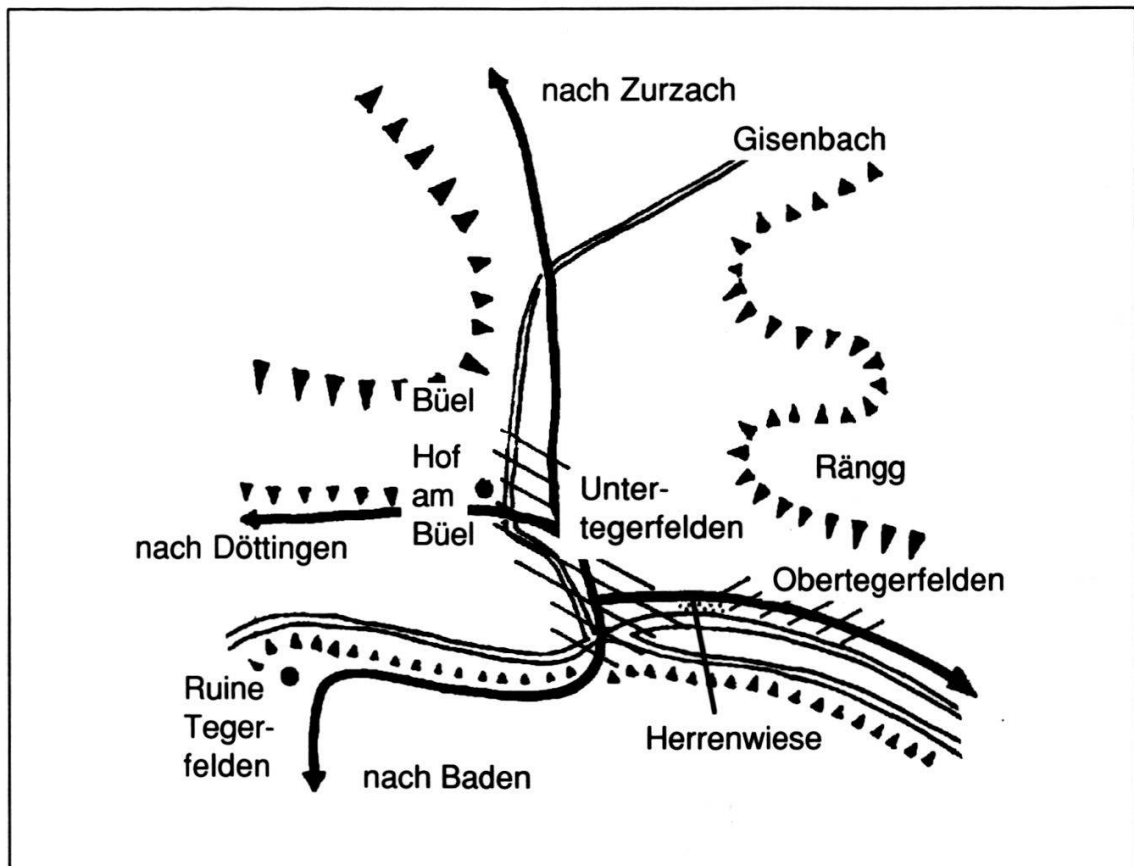 nach Zurzach
Gisenbach
Büel
Hof
am
Büel
Rängg
Unter-
tegerfelden
nach Döttingen
Obertegerfelden
Ruine
Teger-
felden
Herrenwiese
nach Baden